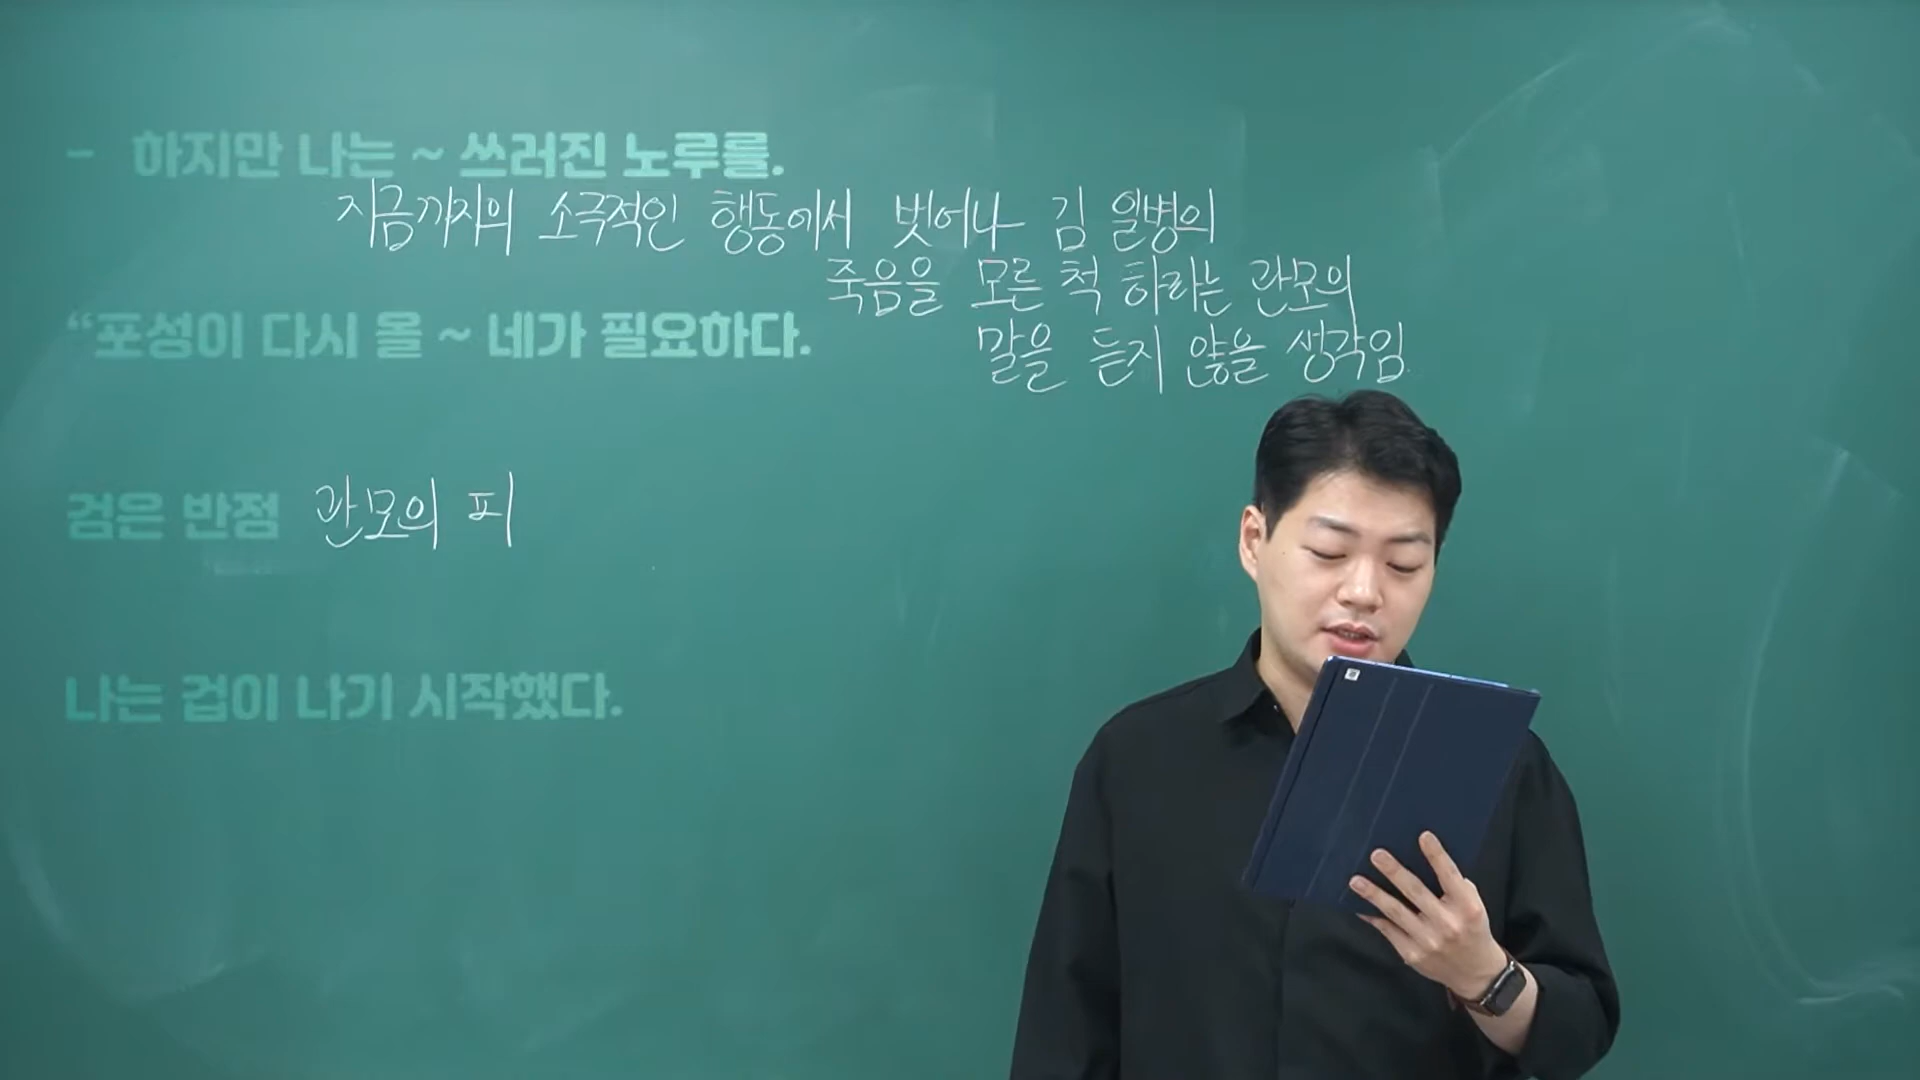 - 하지만 나는 ~ 쓰러진 노루를.
지금까지의 소극적인 행동에서 벗어나 김 일병의
죽음을 모른 척 하라는 관모의
말을 듣지 않을 생각임
“포성이 다시 올 ~ 네가 필요하다.
검은 반점 관모의 피
나는 겁이 나기 시작했다.